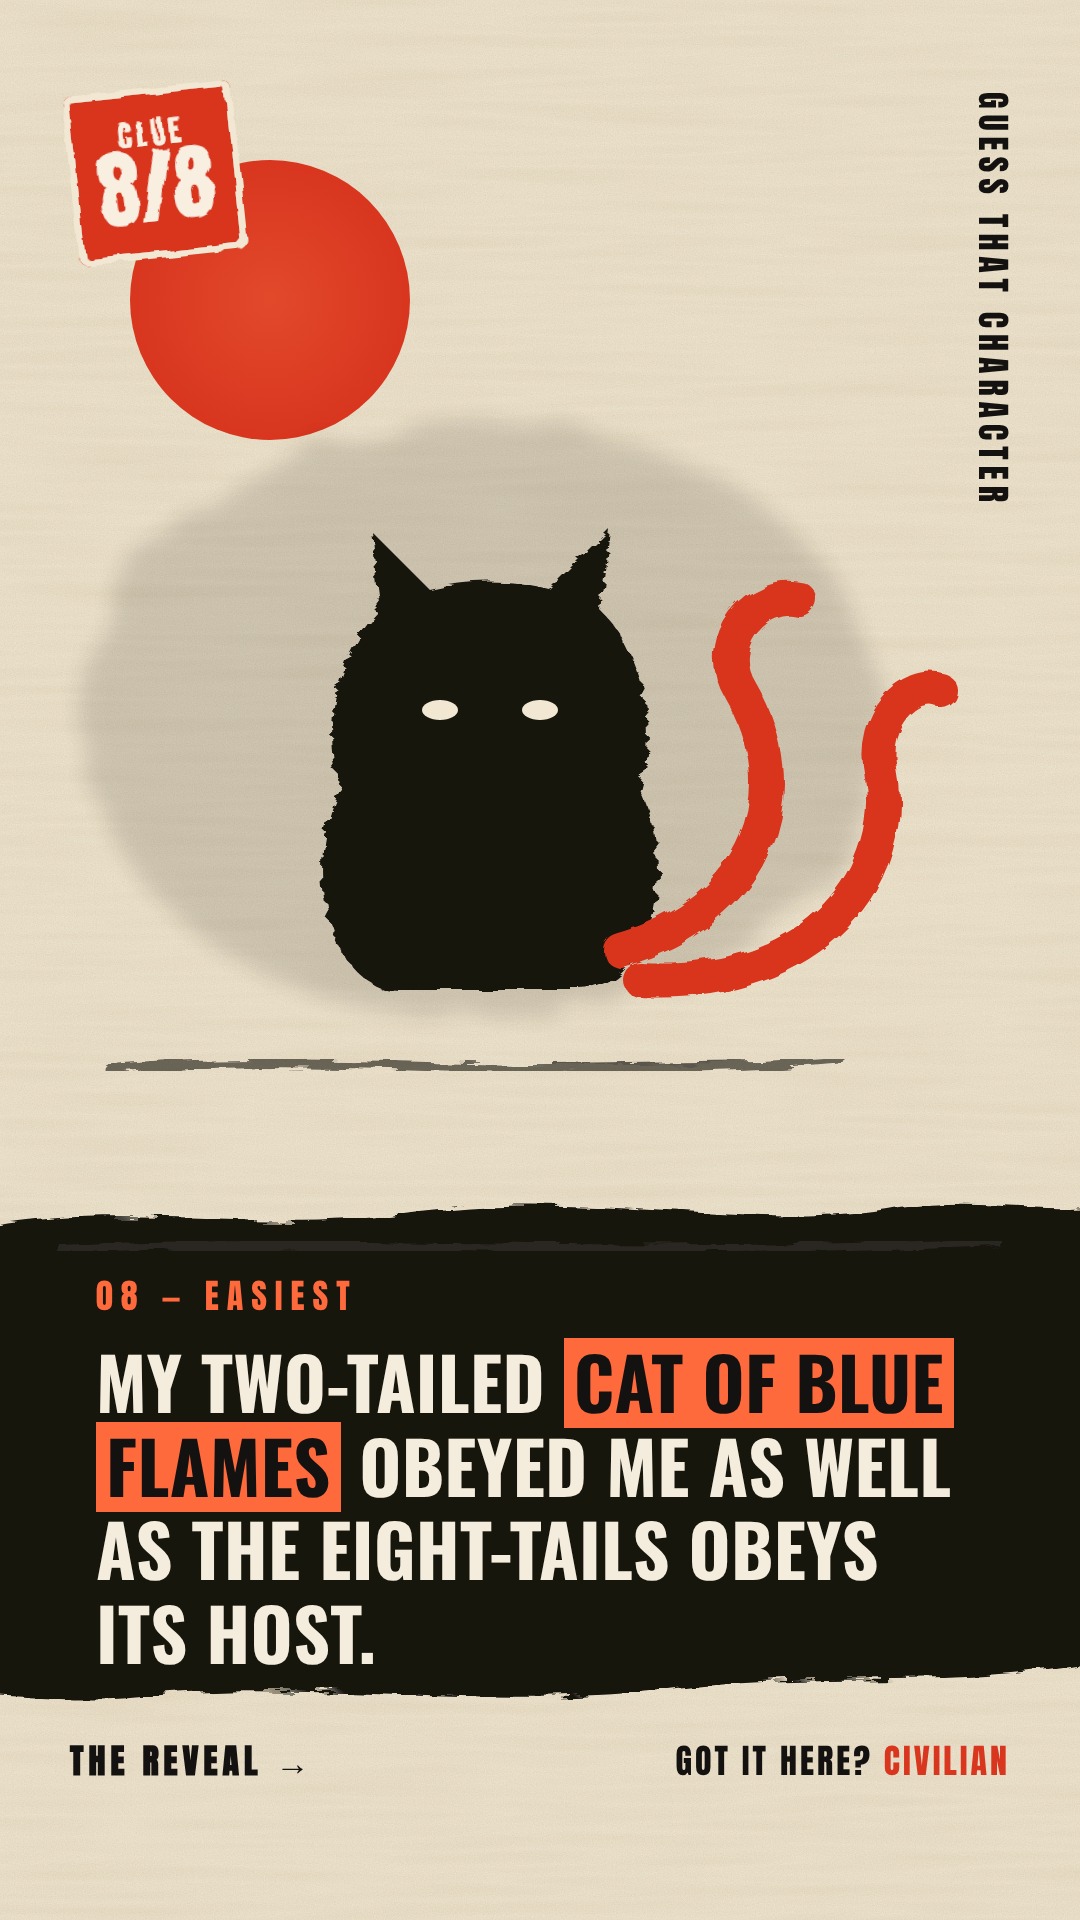 CLUE
8/8
GUESS THAT CHARACTER
08 – EASIEST
MY TWO-TAILED CAT OF BLUE
FLAMES OBEYED ME AS WELL
AS THE EIGHT-TAILS OBEYS
ITS HOST.
THE REVEAL →
GOT IT HERE? CIVILIAN